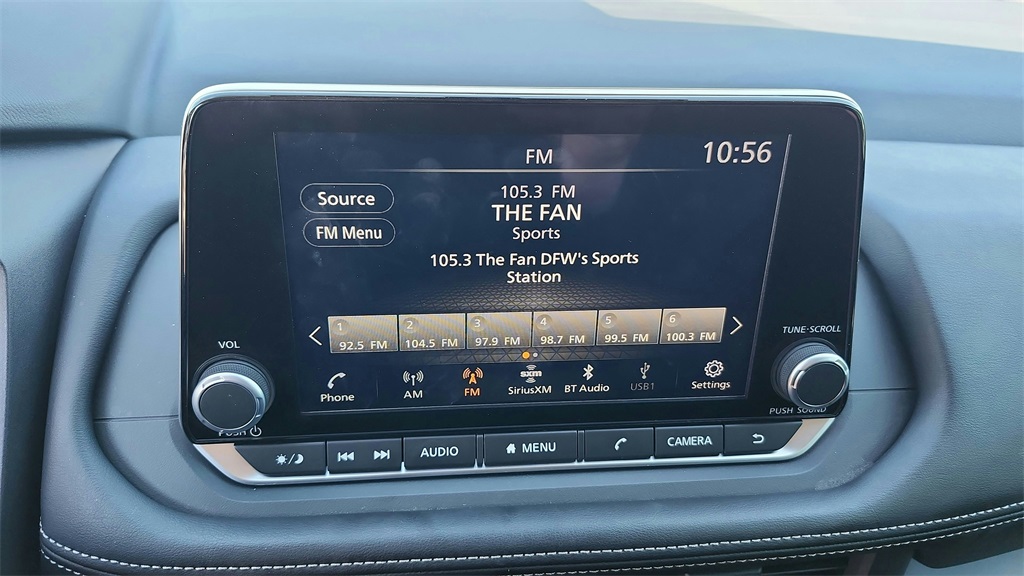 FM
10:56
Source
FM Menu
105.3 FM
THE FAN
Sports
105.3 The Fan DFW's Sports
Station
1
92.5 FM
2
104.5 FM
3
97.9 FM
4
98.7 FM
5
99.5 FM
6
100.3 FM
Phone
AM
FM
sxm
SiriusXM
BT Audio
USB1
Settings
VOL
PUSH
TUNE·SCROLL
PUSH SOUND
AUDIO
MENU
CAMERA